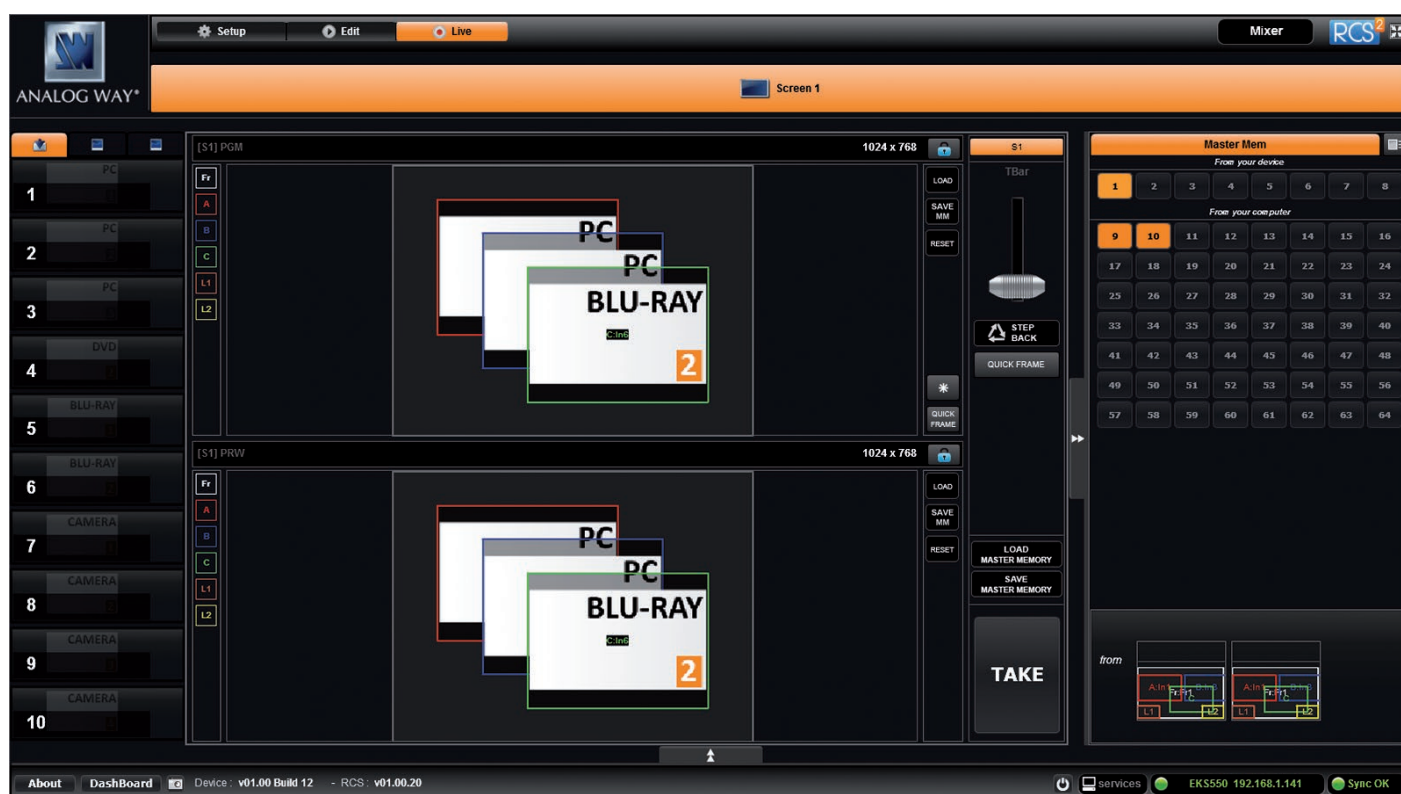 Setup Edit Live Mixer RCS2
ANALOG WAY®
Screen 1
[S1] PGM 1024 x 768
S1
Master Mem
From your device
1 2 3 4 5 6 7 8
From your computer
9 10 11 12 13 14 15 16
17 18 19 20 21 22 23 24
25 26 27 28 29 30 31 32
33 34 35 36 37 38 39 40
41 42 43 44 45 46 47 48
49 50 51 52 53 54 55 56
57 58 59 60 61 62 63 64
PC
1
PC
2
PC
3
DVD
4
BLU-RAY
5
BLU-RAY
6
CAMERA
7
CAMERA
8
CAMERA
9
CAMERA
10
Fr
A
B
C
L1
L2
PC
PC
BLU-RAY
C:In6
2
LOAD
SAVE
MM
RESET
QUICK
FRAME
TBar
STEP
BACK
QUICK FRAME
[S1] PRW 1024 x 768
Fr
A
B
C
L1
L2
PC
PC
BLU-RAY
C:In6
2
LOAD
SAVE
MM
RESET
LOAD
MASTER MEMORY
SAVE
MASTER MEMORY
TAKE
from
A:In1
Fr:Fr1
C
L1 L2
A:In1
Fr:Fr1
C
L1 L2
About DashBoard Device : v01.00 Build 12 - RCS : v01.00.20 services EKS550 192.168.1.141 Sync OK